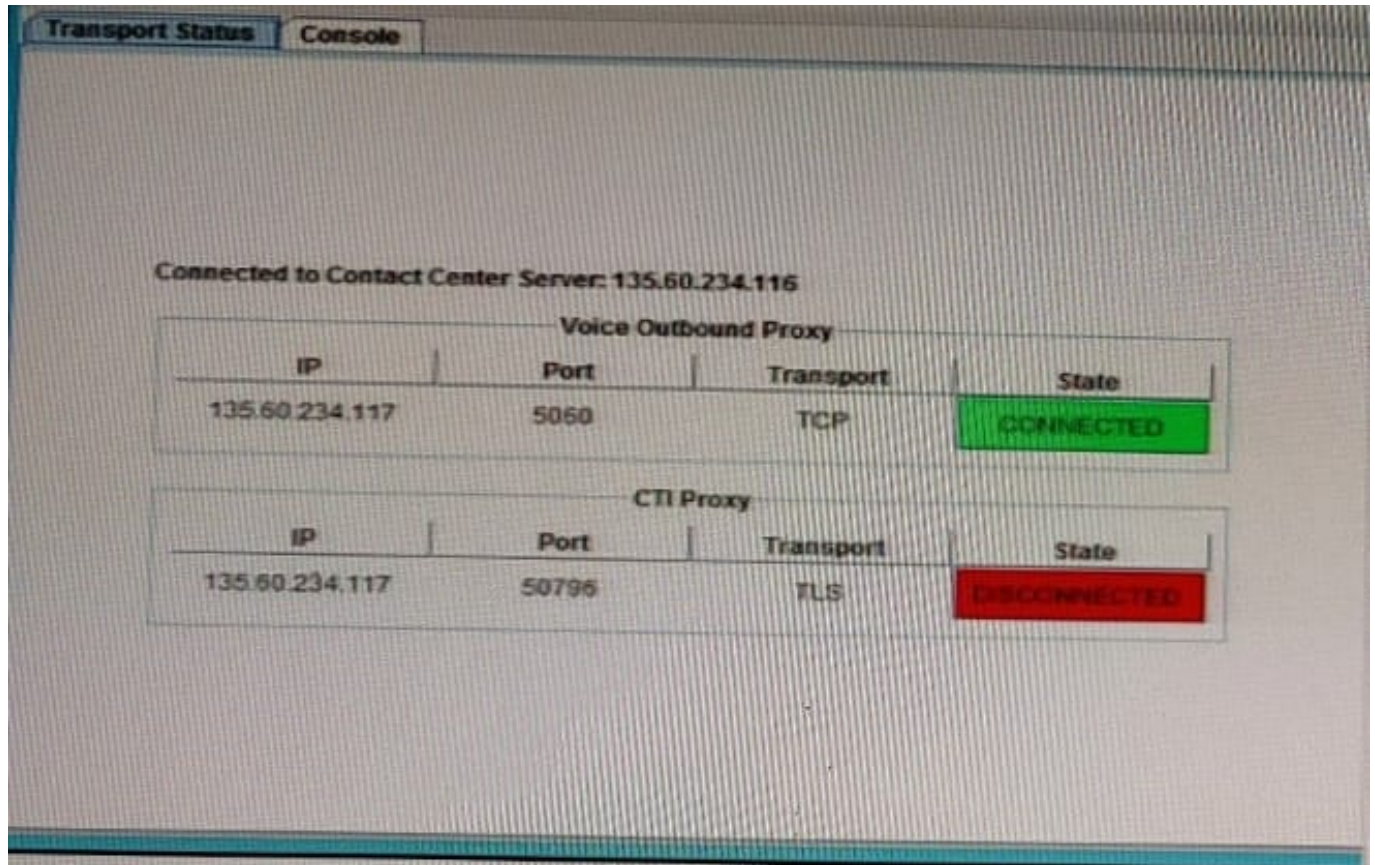 Transport Status Console
Connected to Contact Center Server: 135.60.234.116
Voice Outbound Proxy
IP Port Transport State
135.60.234.117 5060 TCP CONNECTED
CTI Proxy
IP Port Transport State
135.60.234.117 50796 TLS DISCONNECTED